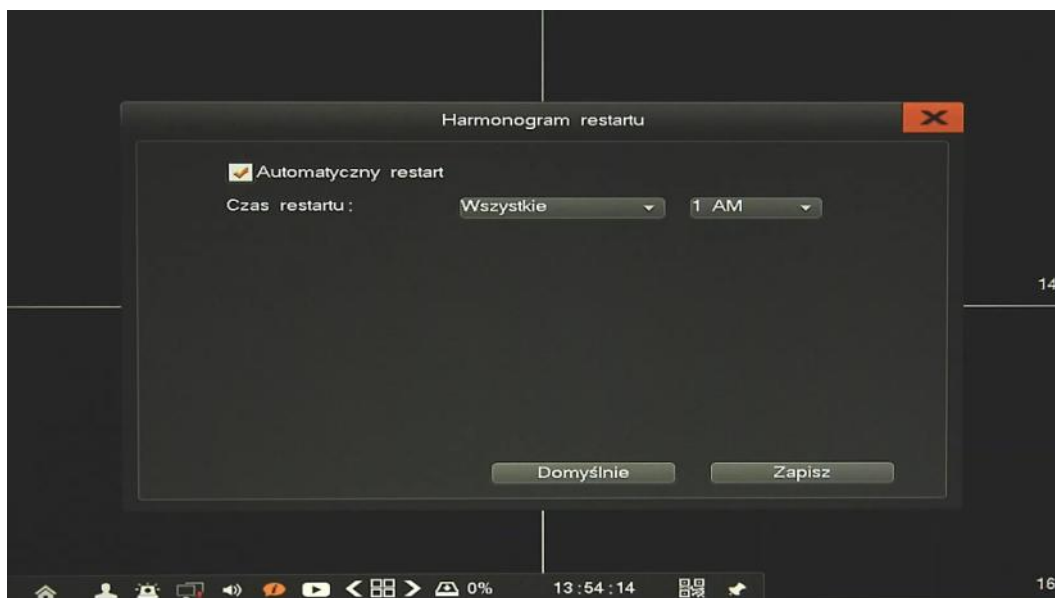 Harmonogram restartu
Automatyczny restart
Czas restartu: Wszystkie 1 AM
14
Domyślnie Zapisz
0% 13:54:14
16